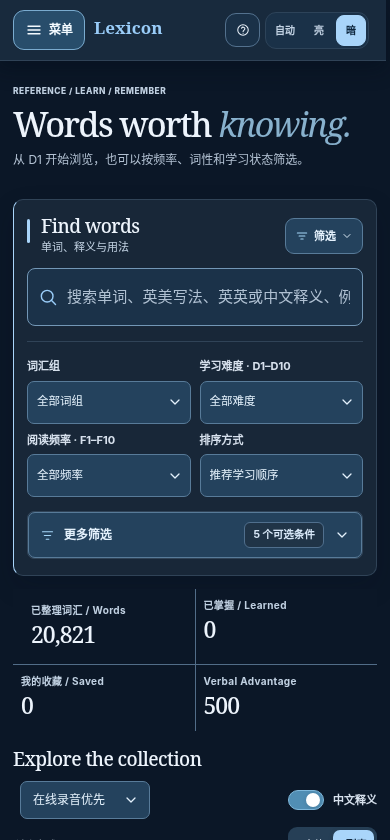 菜单
Lexicon
自动
亮
暗
REFERENCE / LEARN / REMEMBER
Words worth knowing.
从 D1 开始浏览，也可以按频率、词性和学习状态筛选。
Find words
单词、释义与用法
筛选
搜索单词、英美写法、英英或中文释义、例
词汇组
学习难度 · D1–D10
全部词组
全部难度
阅读频率 · F1–F10
排序方式
全部频率
推荐学习顺序
更多筛选
5 个可选条件
已整理词汇 / Words
20,821
已掌握 / Learned
0
我的收藏 / Saved
0
Verbal Advantage
500
Explore the collection
在线录音优先
中文释义